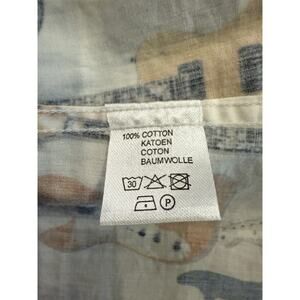 100% COTTON
KATOEN
COTON
BAUMWOLLE
30
P